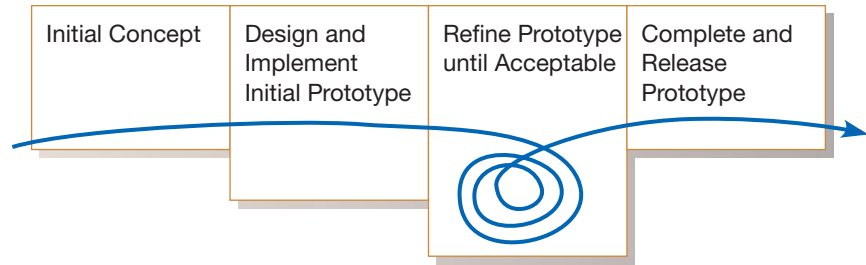 Initial Concept
Design and
Implement
Initial Prototype
Refine Prototype
until Acceptable
Complete and
Release
Prototype